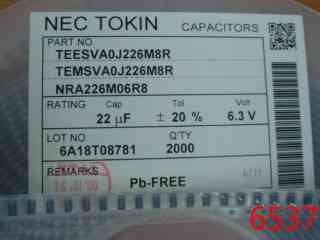 NEC TOKIN CAPACITORS
PART NO.
TEESVA0J226M8R
TEMSVA0J226M8R
NRA226M06R8
RATING Cap Tol Volt
22 µF ± 20 % 6.3 V
LOT NO. Q'TY
6A18T08781 2000
REMARKS
Pb-FREE
6537